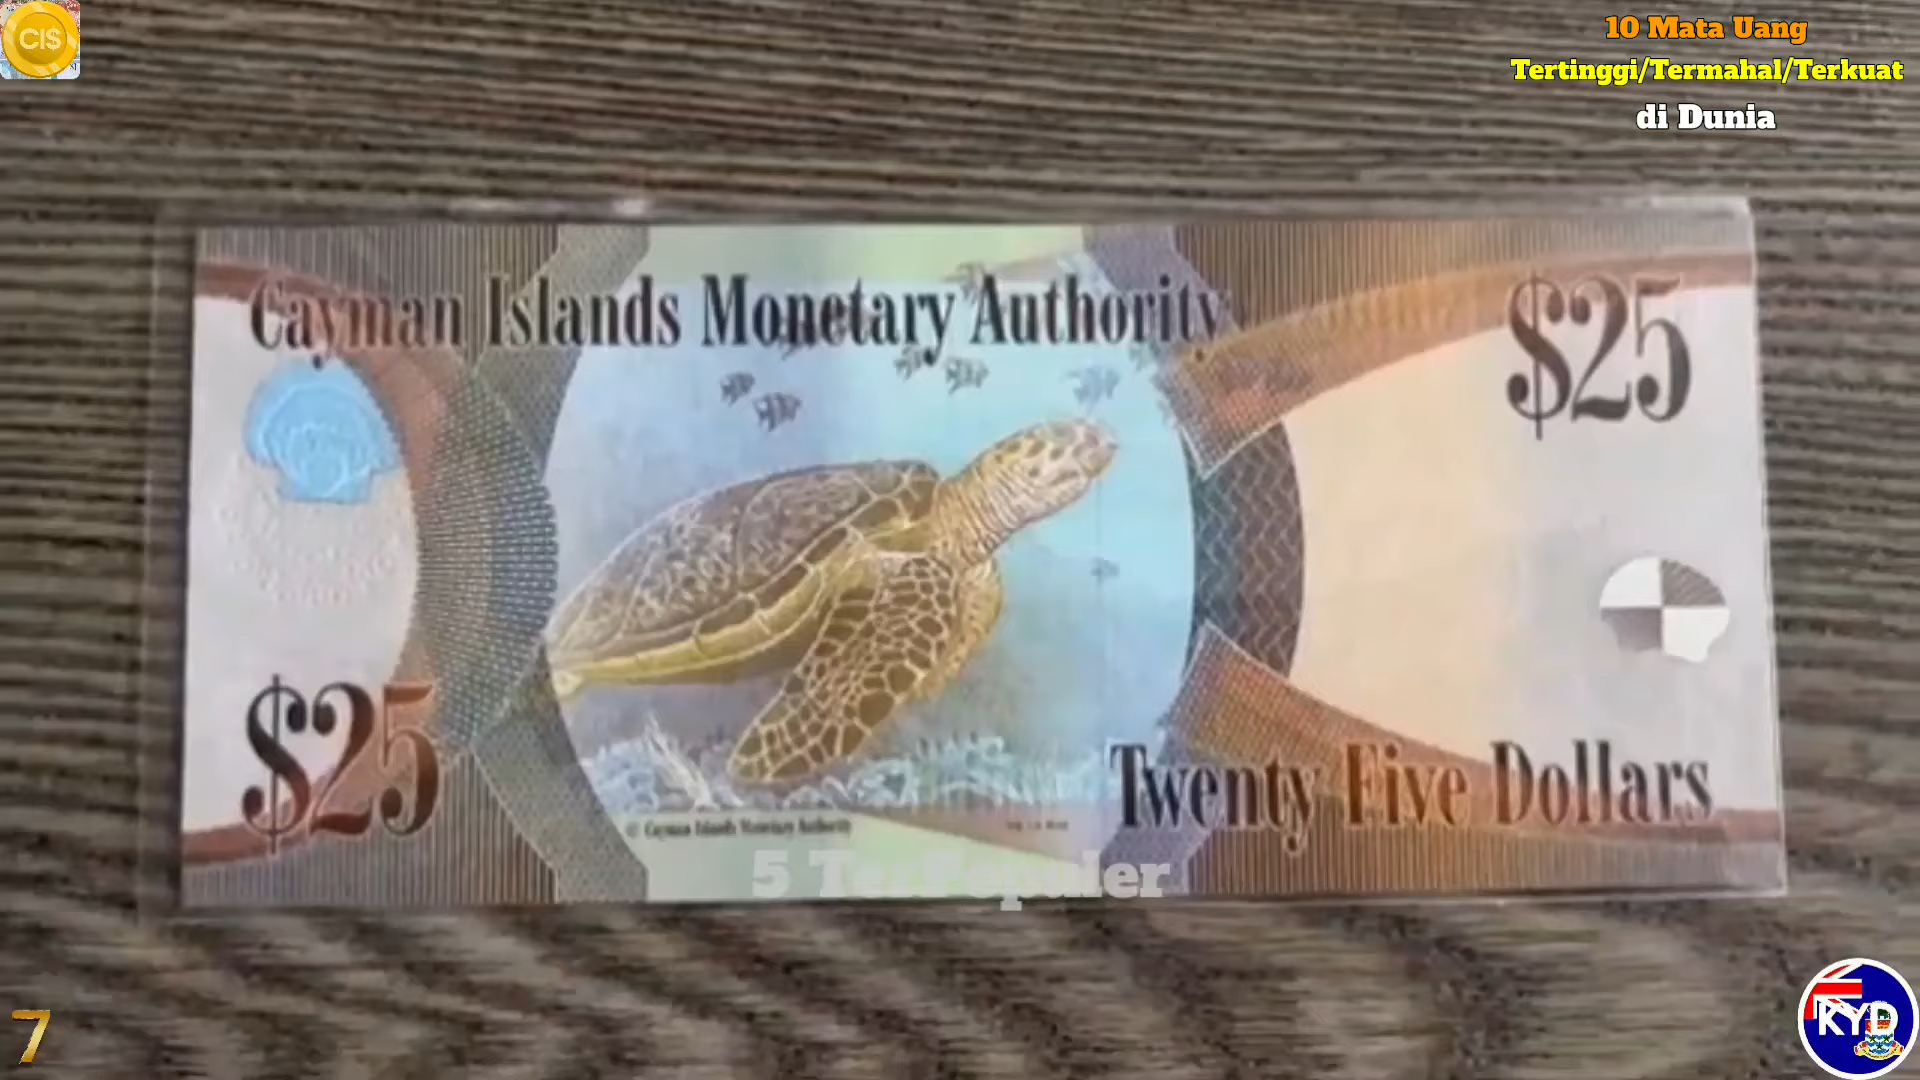 CI$
10 Mata Uang
Tertinggi/Termahal/Terkuat
di Dunia
Cayman Islands Monetary Authority
$25
$25
Twenty Five Dollars
© Cayman Islands Monetary Authority
5 TerPopuler
7
KYD